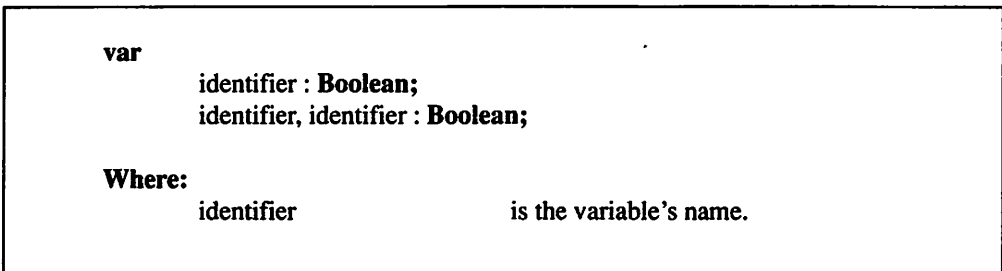 var
identifier : Boolean;
identifier, identifier : Boolean;
Where:
identifier is the variable's name.